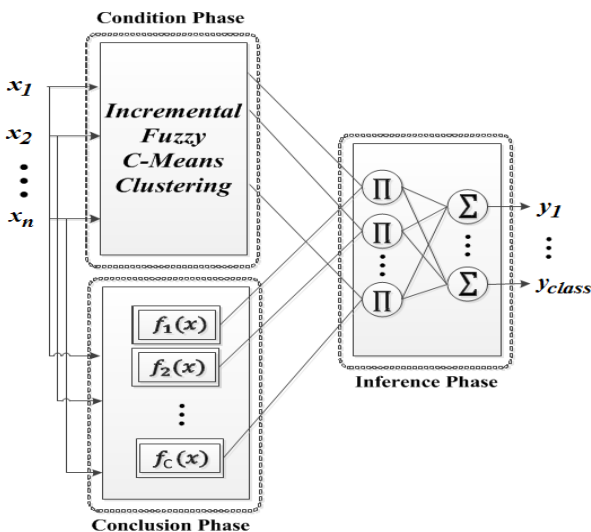 Condition Phase
x1
x2
xn
Incremental
Fuzzy
C-Means
Clustering
f1(x)
f2(x)
fC(x)
Conclusion Phase
Π
Π
Π
Σ
Σ
y1
yclass
Inference Phase